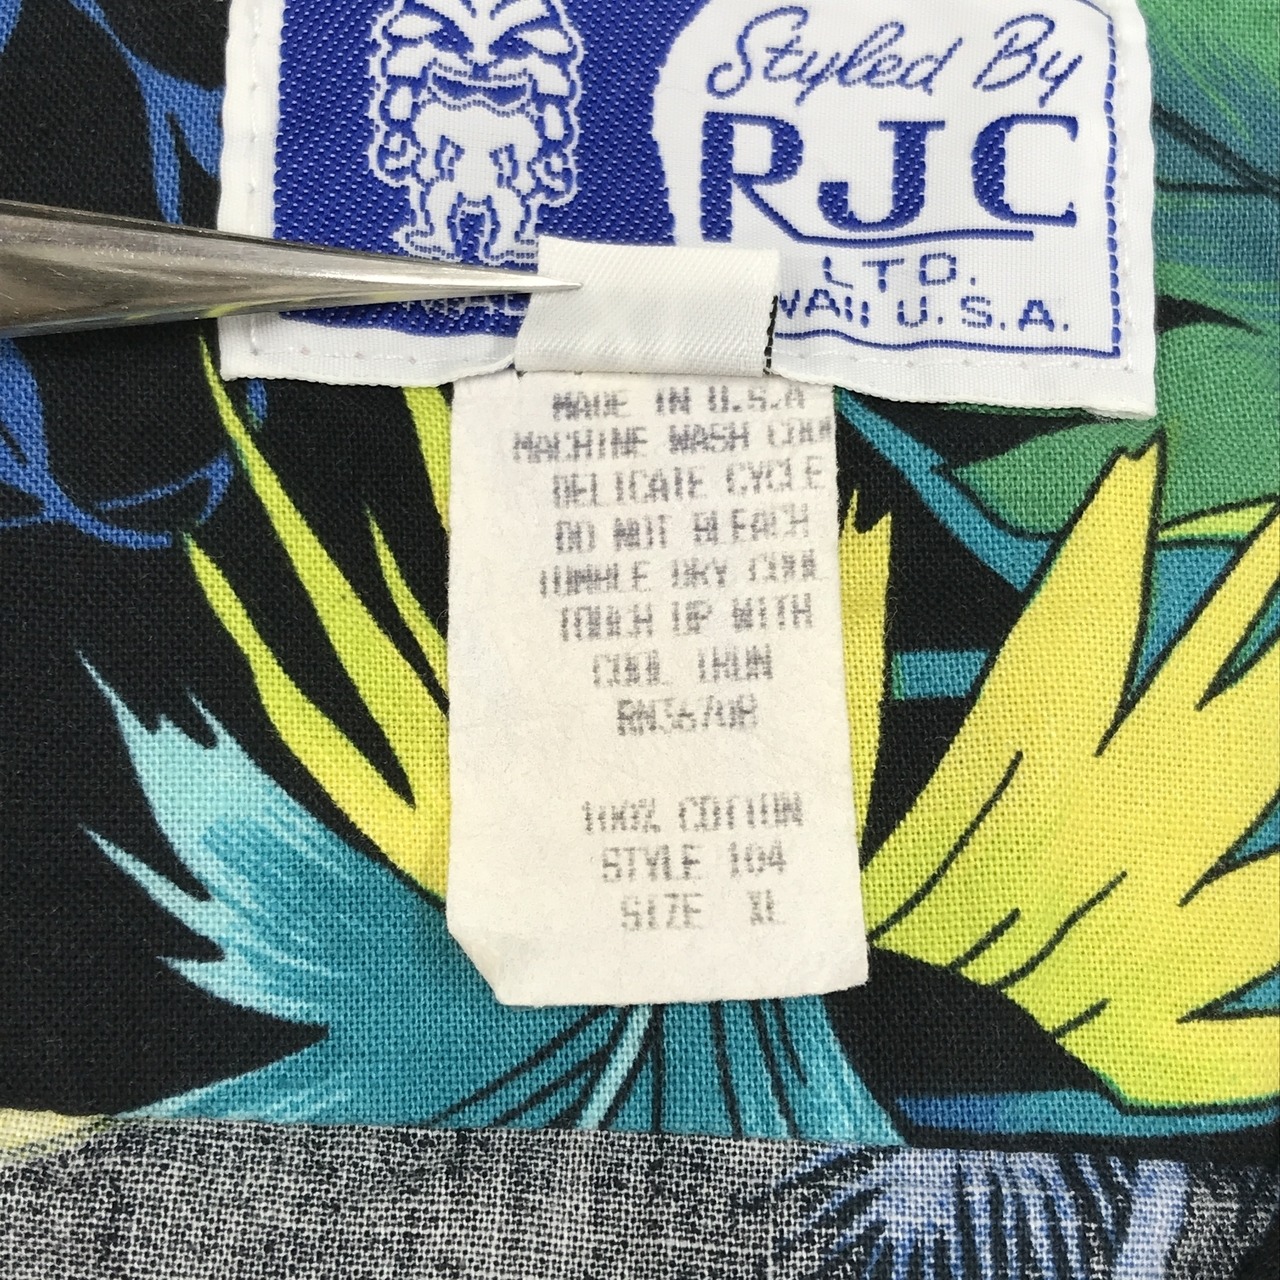 Styled By
RJC
LTD.
WAII U.S.A.
MADE IN U.S.A
MACHINE WASH COOL
DELICATE CYCLE
DO NOT BLEACH
TUMBLE DRY COOL
TOUCH UP WITH
COOL IRON
RN36708
100% COTTON
STYLE 104
SIZE XL